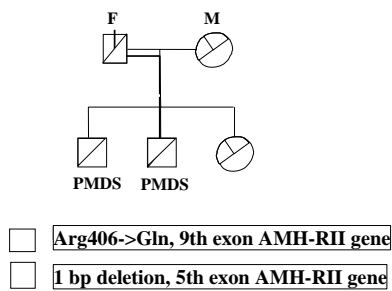 F M
PMDS PMDS
Arg406->Gln, 9th exon AMH-RII gene
1 bp deletion, 5th exon AMH-RII gene